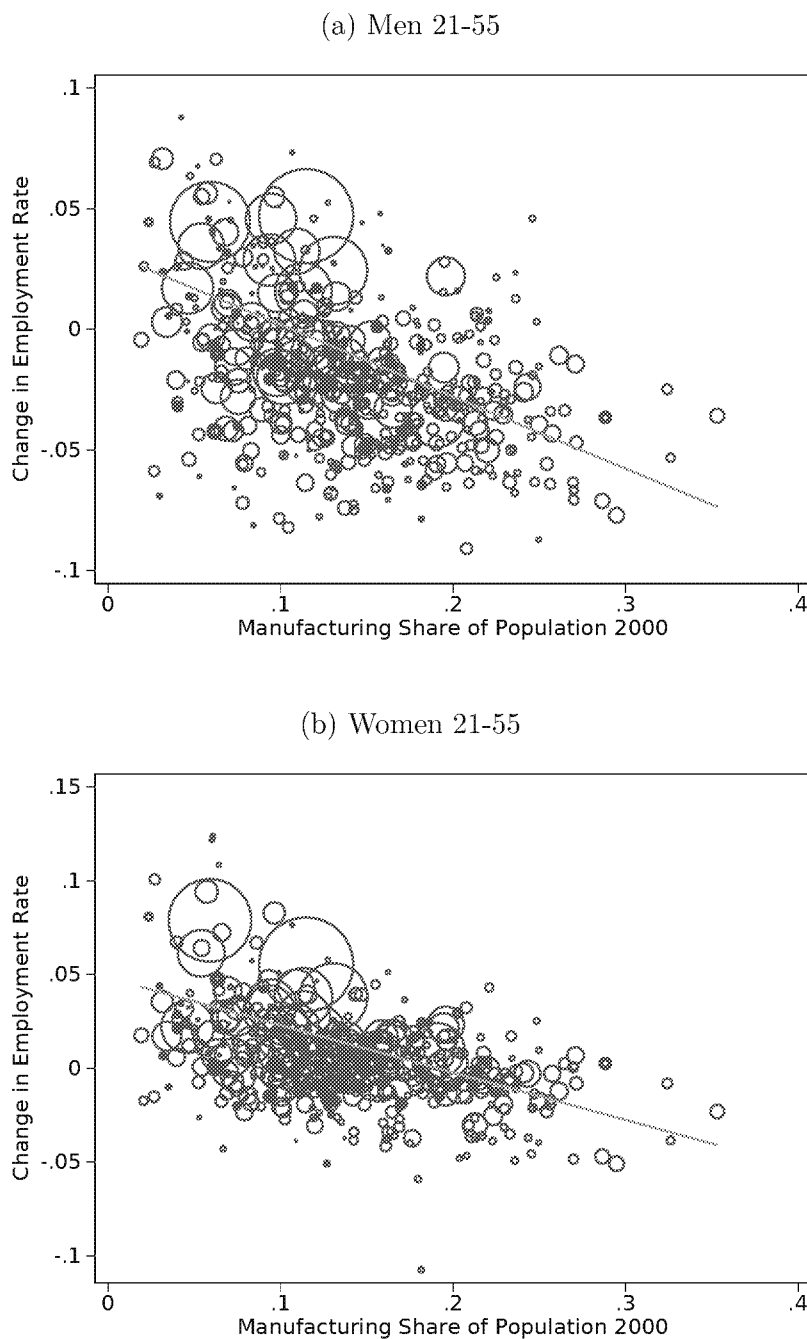 (a) Men 21-55
.1
.05
0
-.05
-.1
Change in Employment Rate
0 .1 .2 .3 .4
Manufacturing Share of Population 2000
(b) Women 21-55
.15
.1
.05
0
-.05
-.1
Change in Employment Rate
0 .1 .2 .3 .4
Manufacturing Share of Population 2000